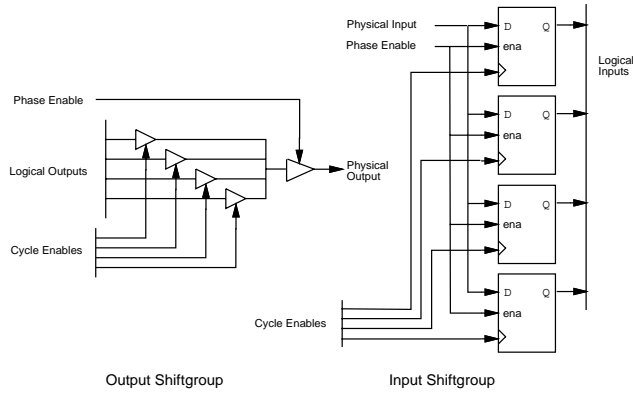 Physical Input
Phase Enable
D
Q
ena
Logical
Inputs
D
Q
ena
Phase Enable
Logical Outputs
Physical
Output
D
Q
ena
Cycle Enables
D
Q
ena
Cycle Enables
Output Shiftgroup
Input Shiftgroup